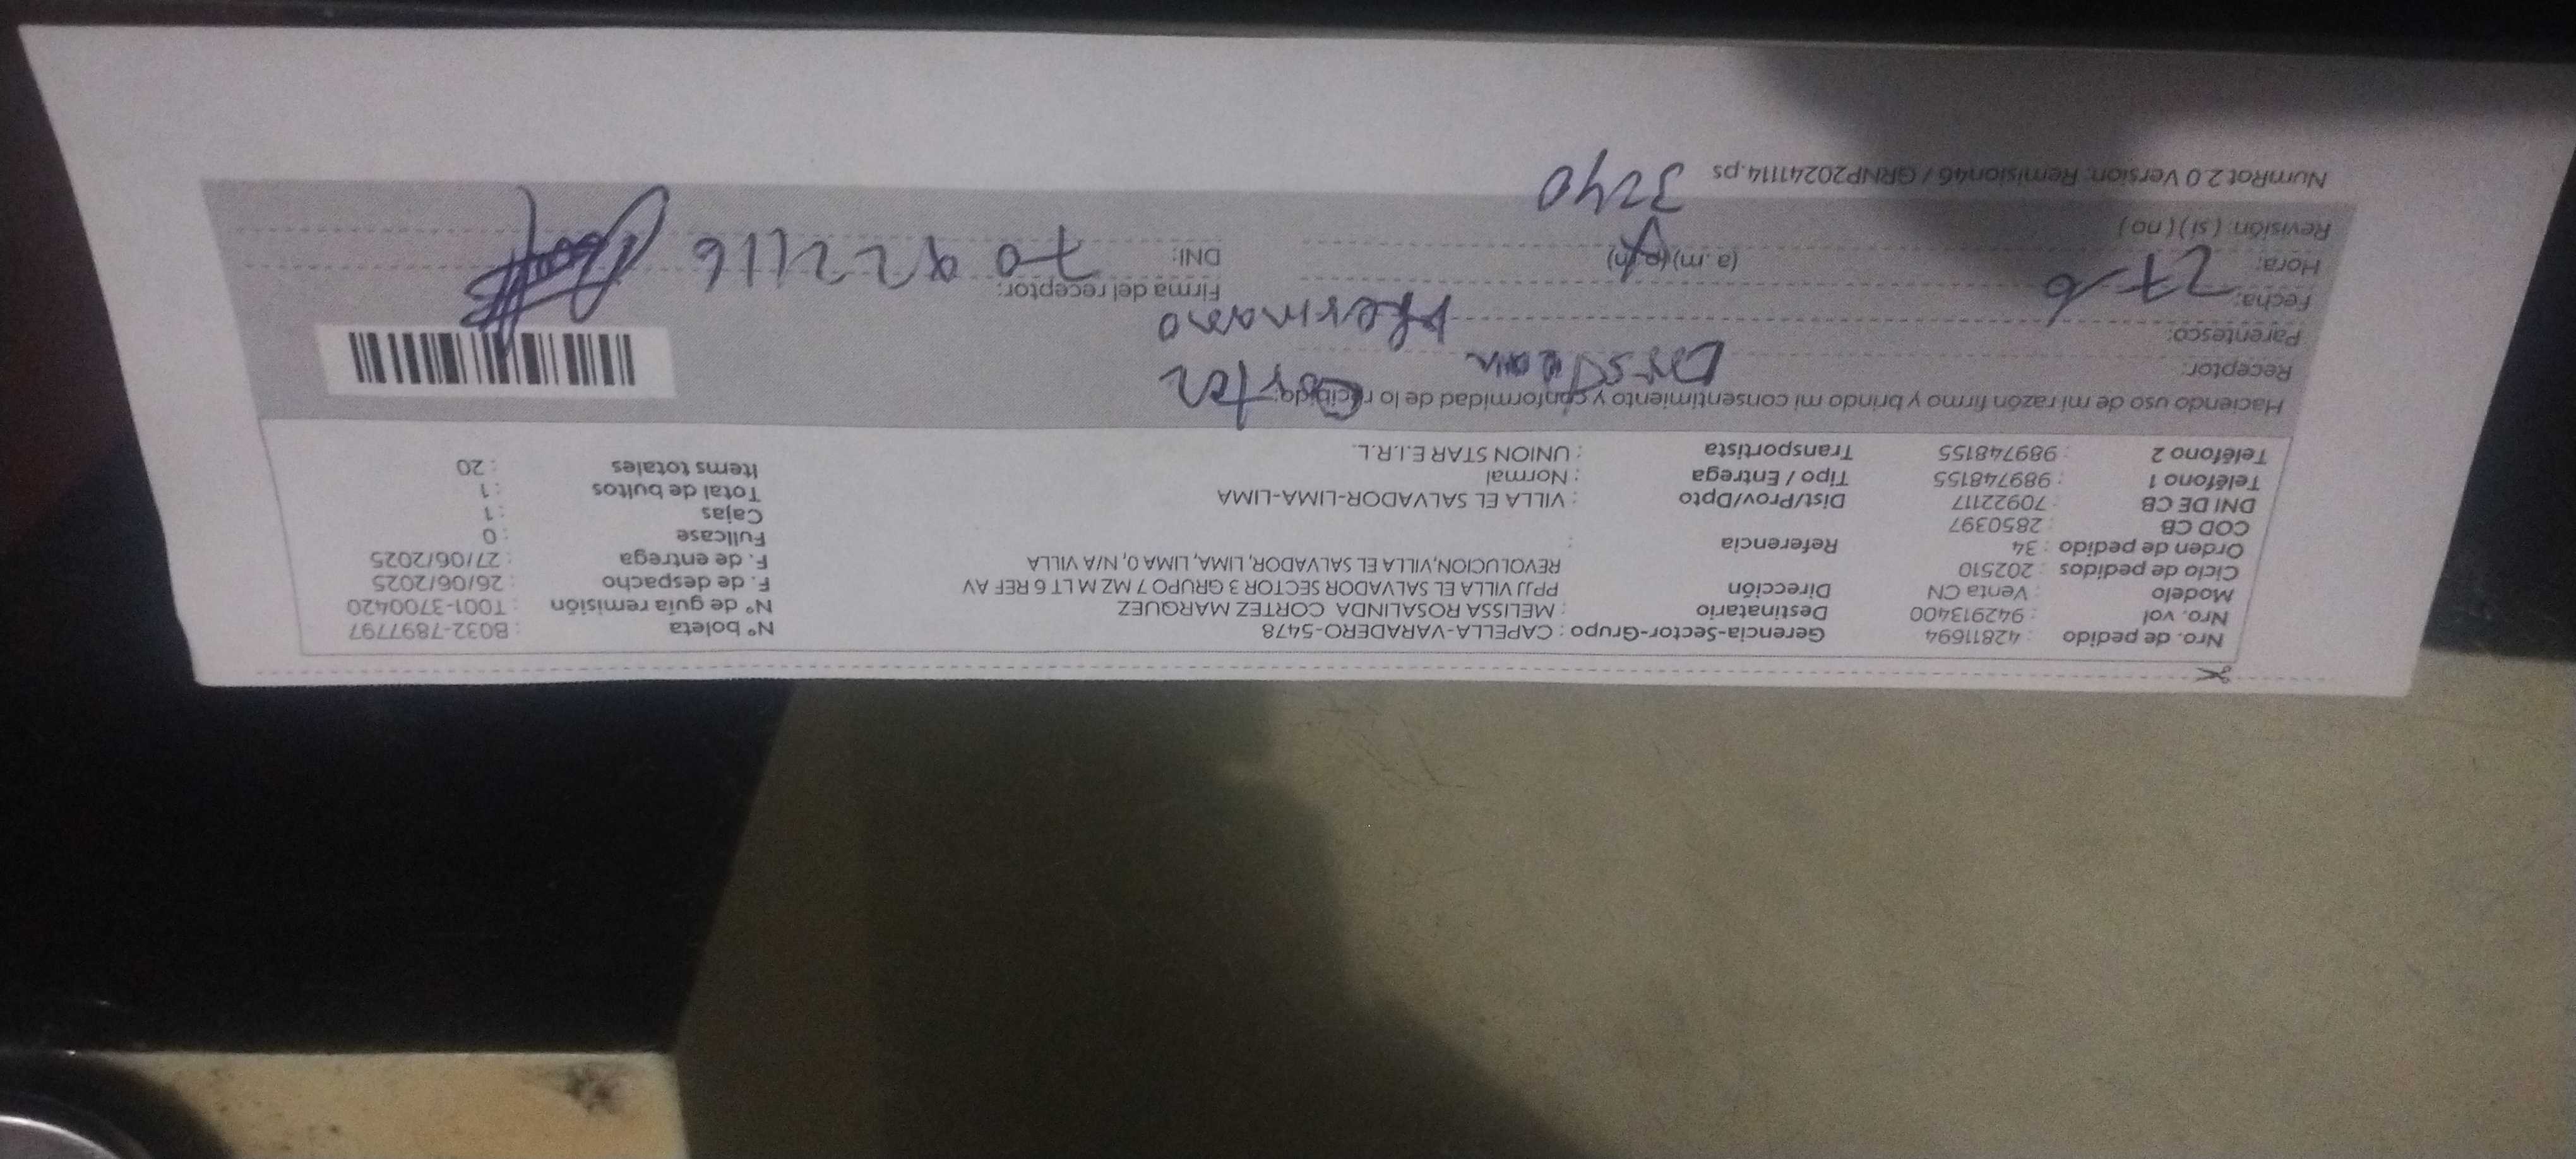 Nro. de pedido : 42811694 Gerencia-Sector-Grupo : CAPELLA-VARADERO-5478 N° boleta : B032-7897797
Nro. vol : 942913400 Destinatario : MELISSA ROSALINDA CORTEZ MARQUEZ N° de guía remisión : T001-3700420
Modelo : Venta CN Dirección PPJJ VILLA EL SALVADOR SECTOR 3 GRUPO 7 MZ M LT 6 REF AV F. de despacho : 26/06/2025
Ciclo de pedidos : 202510 REVOLUCION,VILLA EL SALVADOR, LIMA, LIMA 0, N/A VILLA F. de entrega : 27/06/2025
Orden de pedido : 34 Referencia : Fullcase : 0
COD CB : 2850397 Cajas : 1
DNI DE CB : 70922117 Dist/Prov/Dpto : VILLA EL SALVADOR-LIMA-LIMA Total de bultos : 1
Teléfono 1 : 989748155 Tipo / Entrega : Normal Items totales : 20
Teléfono 2 : 989748155 Transportista : UNION STAR E.I.R.L.
Haciendo uso de mi razón firmo y brindo mi consentimiento y conformidad de lo recibido:
Receptor:
Parentesco: Hermano
Fecha: 27-6 Firma del receptor:
Hora: (a.m)(p.m) DNI: 70922116
Revisión: (si) (no)
3240
NumRot 2.0 Version: Remision46 / GRNP20241114.ps